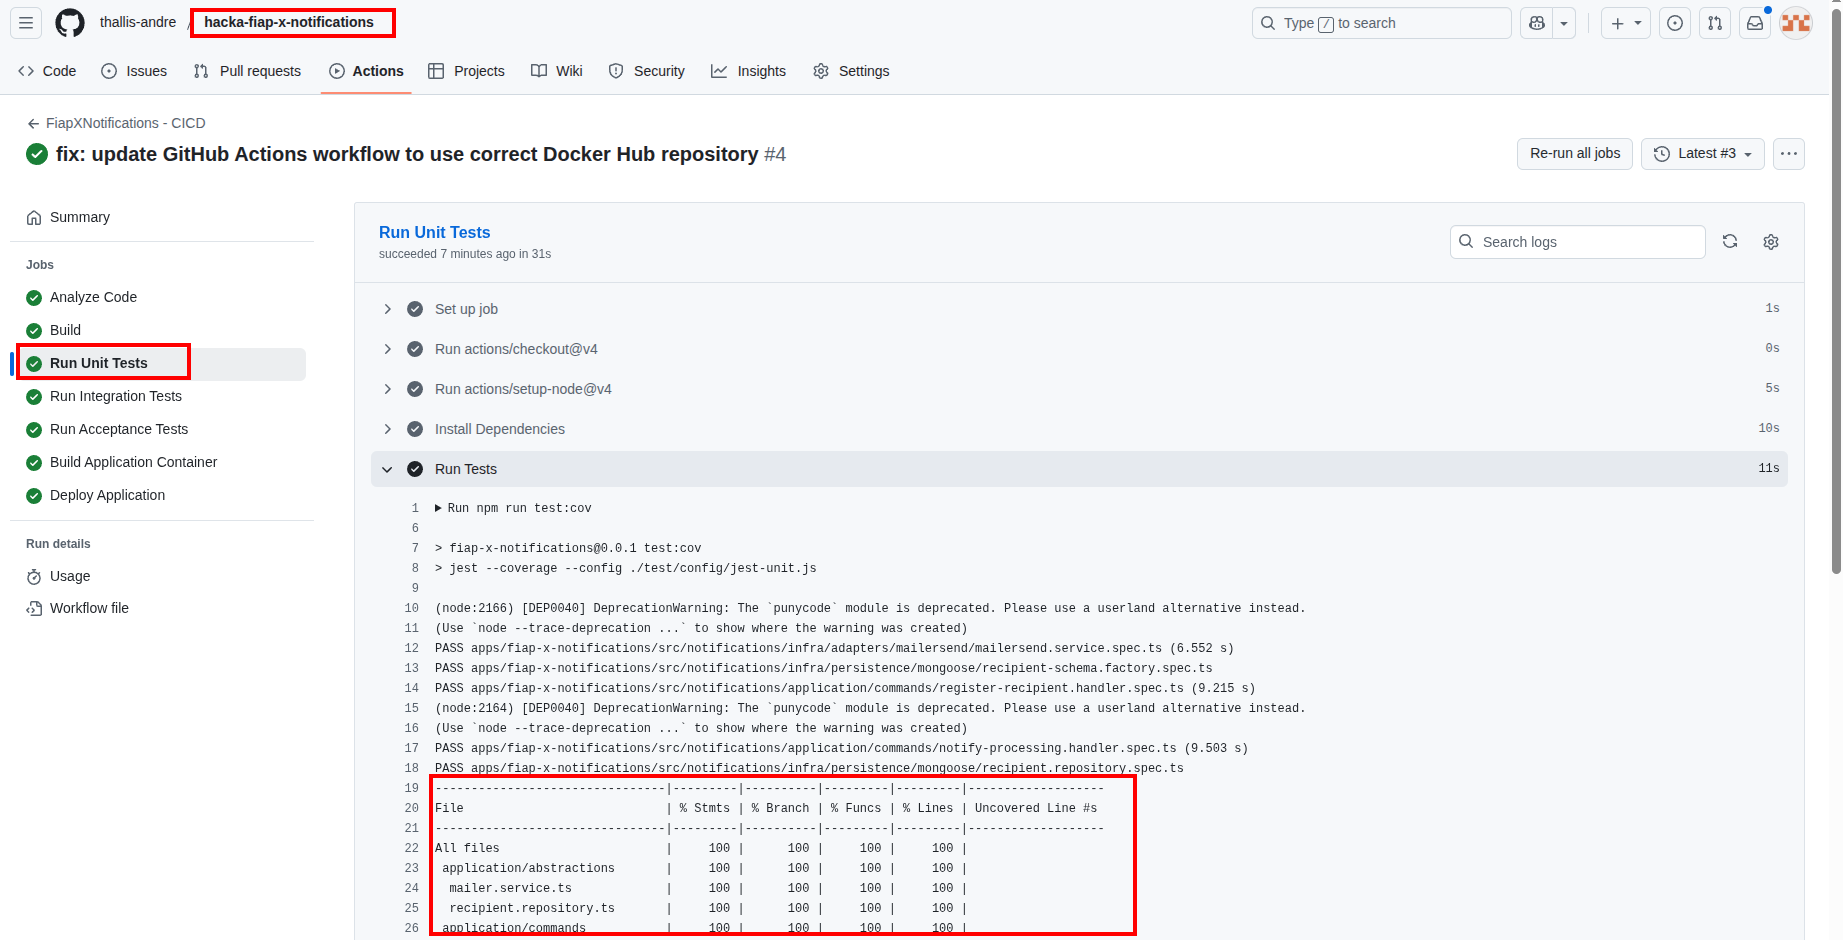 thallis-andre / hacka-fiap-x-notifications
Type / to search
Code Issues Pull requests Actions Projects Wiki Security Insights Settings
FiapXNotifications - CICD
fix: update GitHub Actions workflow to use correct Docker Hub repository #4
Re-run all jobs Latest #3
Summary
Jobs
Analyze Code
Build
Run Unit Tests
Run Integration Tests
Run Acceptance Tests
Build Application Container
Deploy Application
Run details
Usage
Workflow file
Run Unit Tests
succeeded 7 minutes ago in 31s
Search logs
Set up job 1s
Run actions/checkout@v4 0s
Run actions/setup-node@v4 5s
Install Dependencies 10s
Run Tests 11s
1 ▶ Run npm run test:cov
6
7 > fiap-x-notifications@0.0.1 test:cov
8 > jest --coverage --config ./test/config/jest-unit.js
9
10 (node:2166) [DEP0040] DeprecationWarning: The `punycode` module is deprecated. Please use a userland alternative instead.
11 (Use `node --trace-deprecation ...` to show where the warning was created)
12 PASS apps/fiap-x-notifications/src/notifications/infra/adapters/mailersend/mailersend.service.spec.ts (6.552 s)
13 PASS apps/fiap-x-notifications/src/notifications/infra/persistence/mongoose/recipient-schema.factory.spec.ts
14 PASS apps/fiap-x-notifications/src/notifications/application/commands/register-recipient.handler.spec.ts (9.215 s)
15 (node:2164) [DEP0040] DeprecationWarning: The `punycode` module is deprecated. Please use a userland alternative instead.
16 (Use `node --trace-deprecation ...` to show where the warning was created)
17 PASS apps/fiap-x-notifications/src/notifications/application/commands/notify-processing.handler.spec.ts (9.503 s)
18 PASS apps/fiap-x-notifications/src/notifications/infra/persistence/mongoose/recipient.repository.spec.ts
19 --------------------------------|---------|----------|---------|---------|-------------------
20 File | % Stmts | % Branch | % Funcs | % Lines | Uncovered Line #s
21 --------------------------------|---------|----------|---------|---------|-------------------
22 All files | 100 | 100 | 100 | 100 |
23 application/abstractions | 100 | 100 | 100 | 100 |
24 mailer.service.ts | 100 | 100 | 100 | 100 |
25 recipient.repository.ts | 100 | 100 | 100 | 100 |
26 application/commands | 100 | 100 | 100 | 100 |